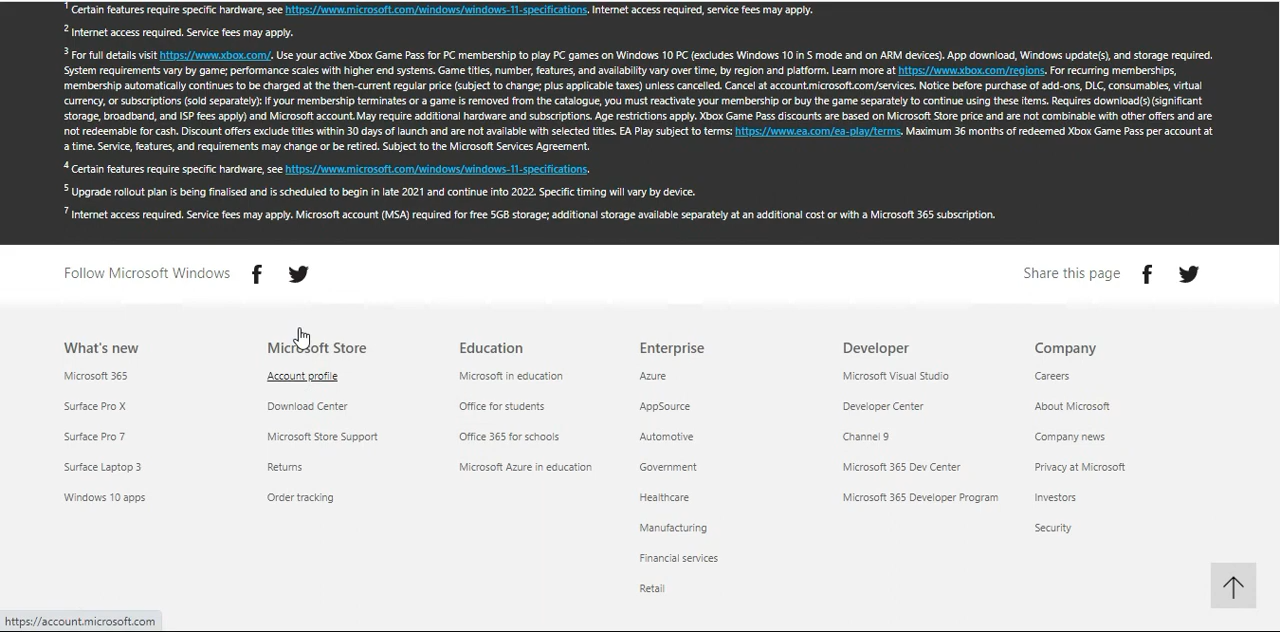 1 Certain features require specific hardware, see https://www.microsoft.com/windows/windows-11-specifications. Internet access required, service fees may apply.
2 Internet access required. Service fees may apply.
3 For full details visit https://www.xbox.com/. Use your active Xbox Game Pass for PC membership to play PC games on Windows 10 PC (excludes Windows 10 in S mode and on ARM devices). App download, Windows update(s), and storage required.
System requirements vary by game; performance scales with higher end systems. Game titles, number, features, and availability vary over time, by region and platform. Learn more at https://www.xbox.com/regions. For recurring memberships,
membership automatically continues to be charged at the then-current regular price (subject to change; plus applicable taxes) unless cancelled. Cancel at account.microsoft.com/services. Notice before purchase of add-ons, DLC, consumables, virtual
currency, or subscriptions (sold separately): If your membership terminates or a game is removed from the catalogue, you must reactivate your membership or buy the game separately to continue using these items. Requires download(s) (significant
storage, broadband, and ISP fees apply) and Microsoft account. May require additional hardware and subscriptions. Xbox Game Pass discounts are based on Microsoft Store price and are not combinable with other offers and are
not redeemable for cash. Discount offers exclude titles within 30 days of launch and are not available with selected titles. EA Play subject to terms: https://www.ea.com/ea-play/terms. Maximum 36 months of redeemed Xbox Game Pass per account at
a time. Service, features, and requirements may change or be retired. Subject to the Microsoft Services Agreement.
4 Certain features require specific hardware, see https://www.microsoft.com/windows/windows-11-specifications.
5 Upgrade rollout plan is being finalised and is scheduled to begin in late 2021 and continue into 2022. Specific timing will vary by device.
7 Internet access required. Service fees may apply. Microsoft account (MSA) required for free 5GB storage; additional storage available separately at an additional cost or with a Microsoft 365 subscription.
Follow Microsoft Windows
Share this page
What's new
Microsoft 365
Surface Pro X
Surface Pro 7
Surface Laptop 3
Windows 10 apps
Microsoft Store
Account profile
Download Center
Microsoft Store Support
Returns
Order tracking
Education
Microsoft in education
Office for students
Office 365 for schools
Microsoft Azure in education
Enterprise
Azure
AppSource
Automotive
Government
Healthcare
Manufacturing
Financial services
Retail
Developer
Microsoft Visual Studio
Developer Center
Channel 9
Microsoft 365 Dev Center
Microsoft 365 Developer Program
Company
Careers
About Microsoft
Company news
Privacy at Microsoft
Investors
Security
https://account.microsoft.com